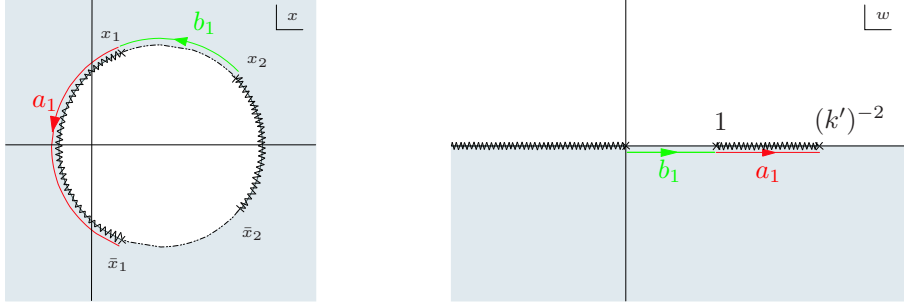 x
b₁
x₁
x₂
a₁
x̄₂
x̄₁
w
1
(k′)⁻²
b₁
a₁